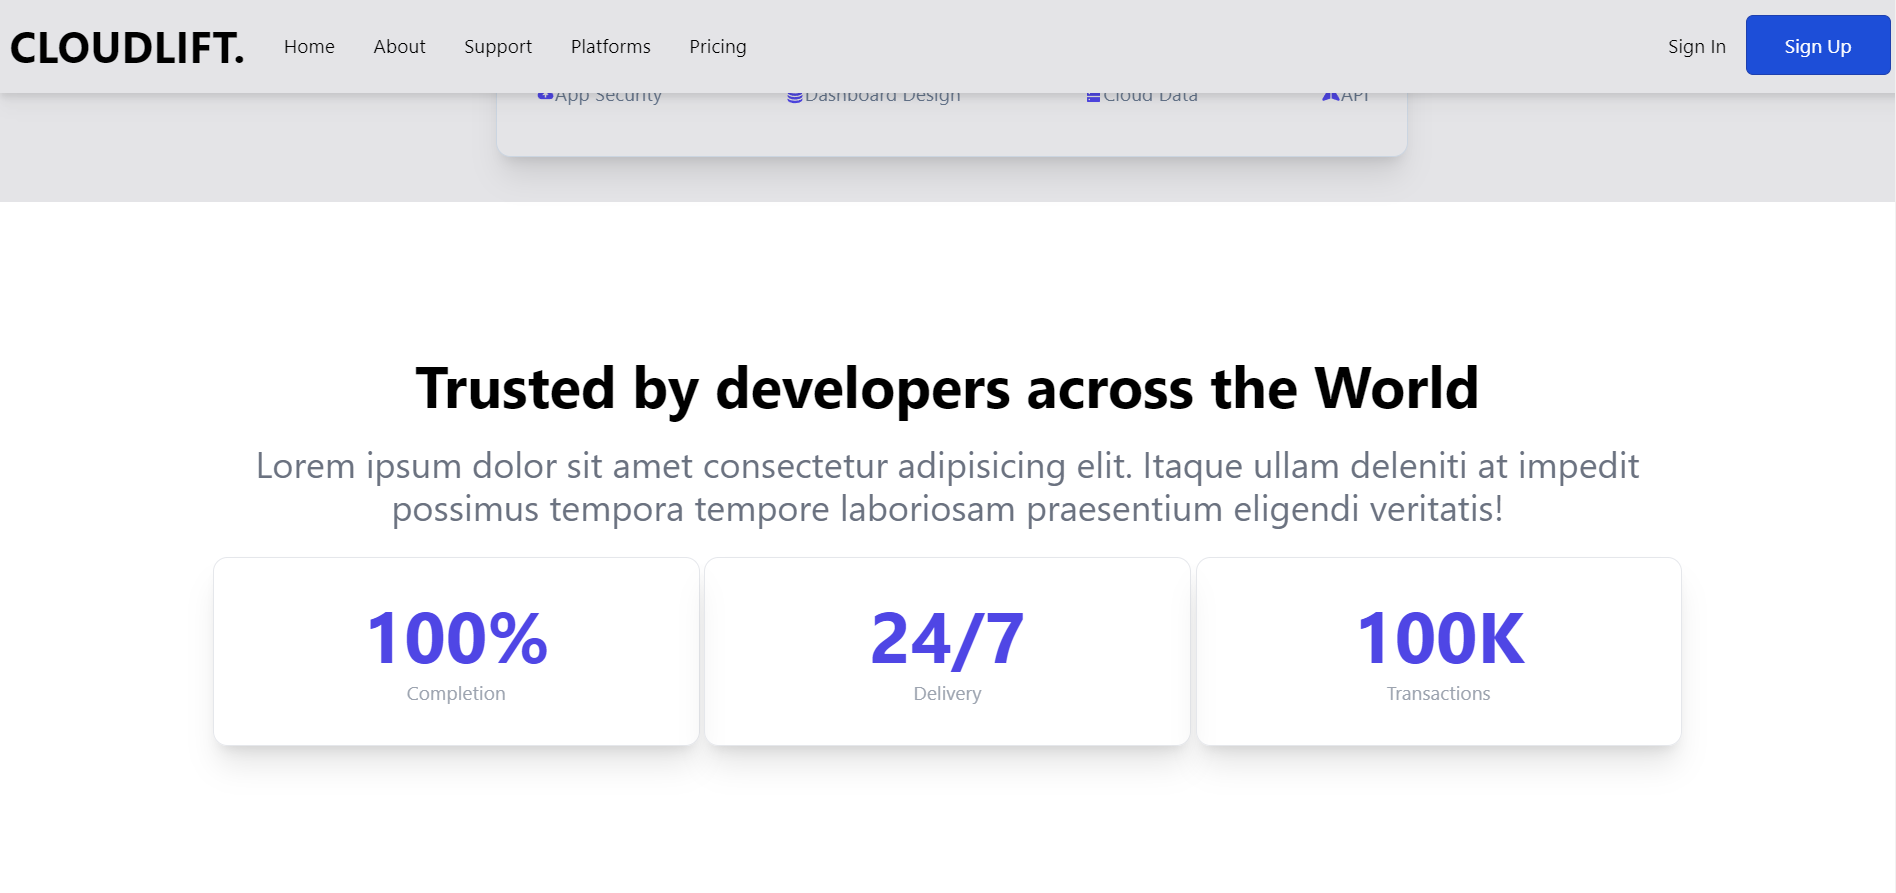 CLOUDLIFT. Home About Support Platforms Pricing Sign In Sign Up
App Security Dashboard Design Cloud Data API
Trusted by developers across the World
Lorem ipsum dolor sit amet consectetur adipisicing elit. Itaque ullam deleniti at impedit
possimus tempora tempore laboriosam praesentium eligendi veritatis!
100% 24/7 100K
Completion Delivery Transactions